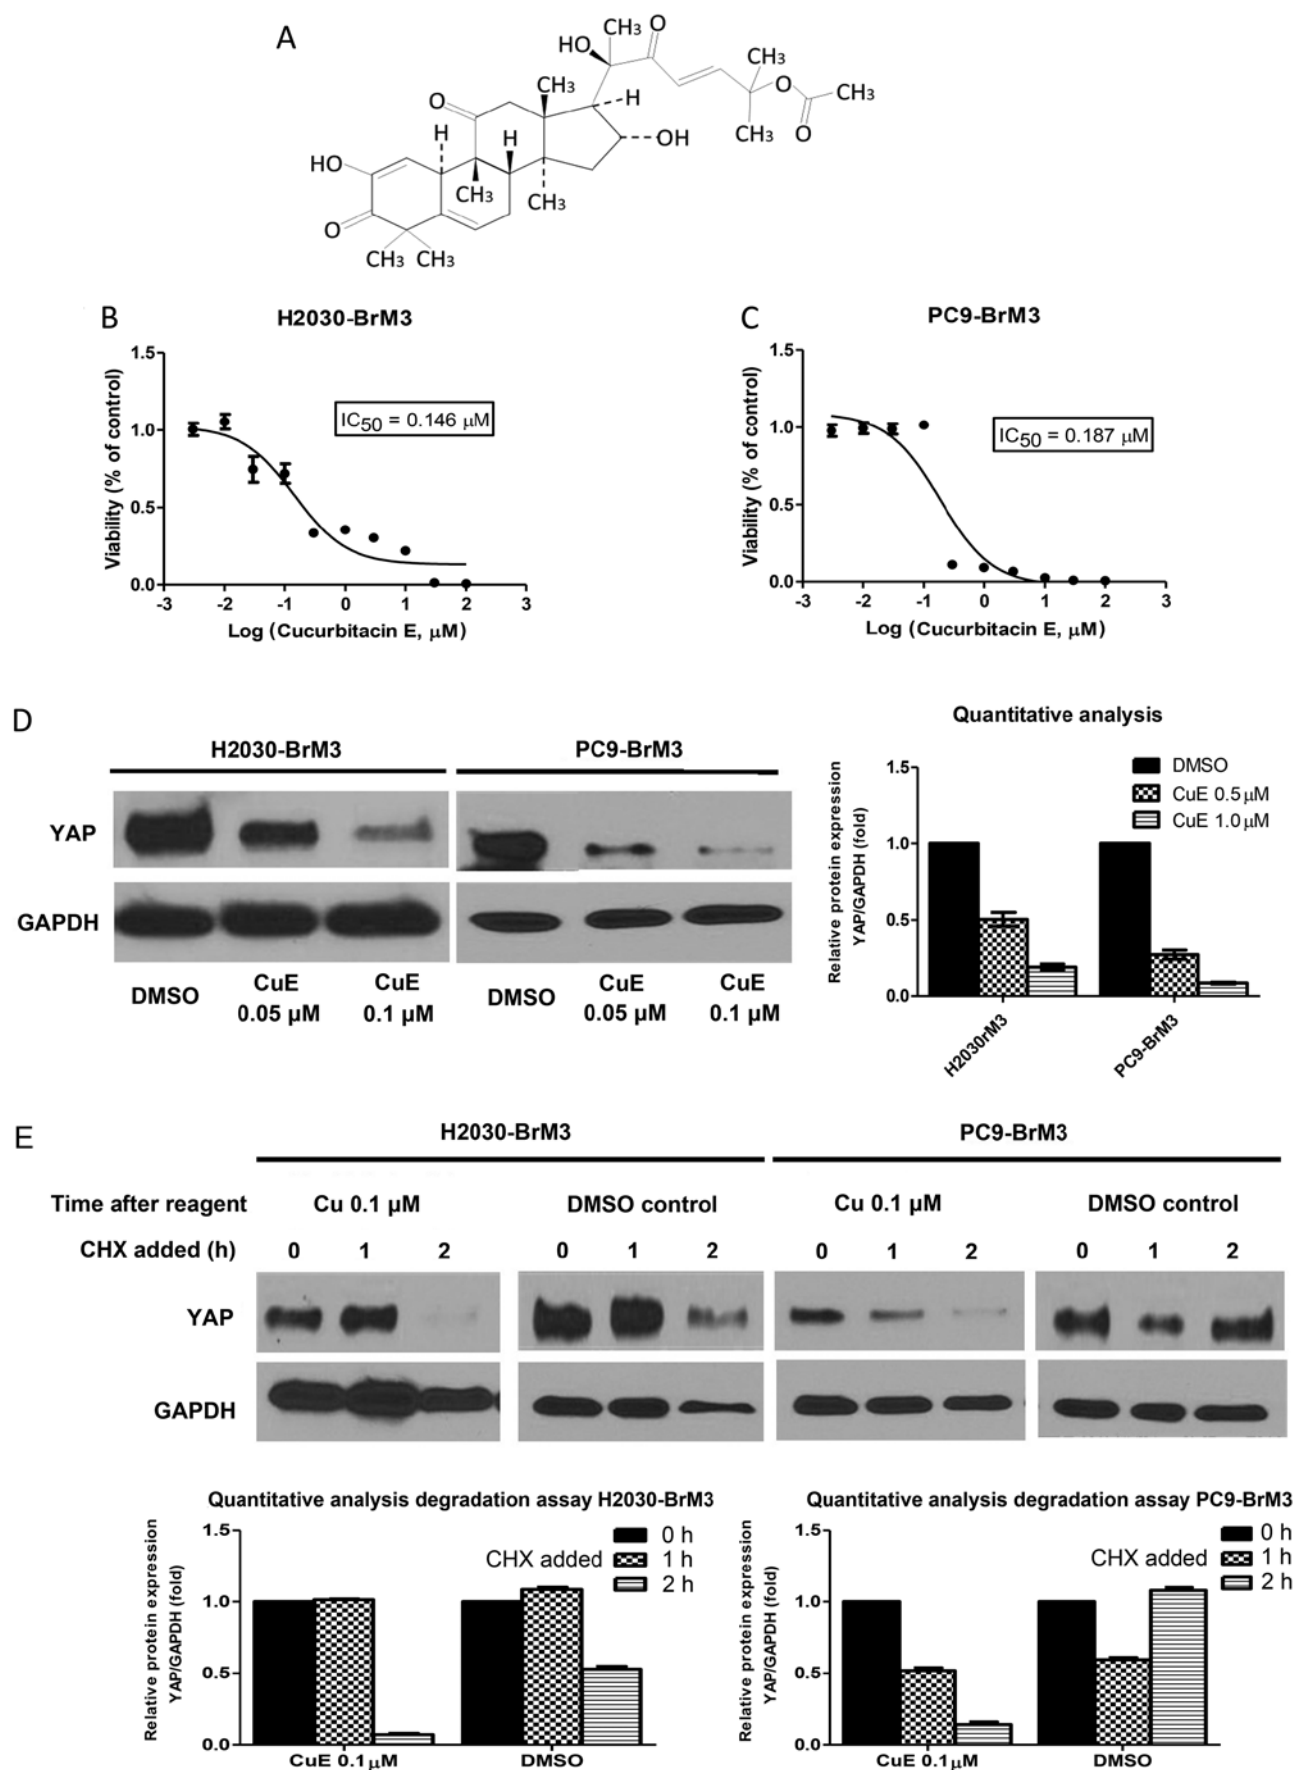 A
CH3 O
HO CH3
O CH3 H O CH3
H H OH CH3 O
HO CH3 CH3
O
CH3 CH3
B
H2030-BrM3
Viability (% of control)
1.5
1.0
0.5
0.0
IC50 = 0.146 μM
-3 -2 -1 0 1 2 3
Log (Cucurbitacin E, μM)
C
PC9-BrM3
Viability (% of control)
1.5
1.0
0.5
0.0
IC50 = 0.187 μM
-3 -2 -1 0 1 2 3
Log (Cucurbitacin E, μM)
D
H2030-BrM3 PC9-BrM3
YAP
GAPDH
DMSO CuE CuE DMSO CuE CuE
0.05 μM 0.1 μM 0.05 μM 0.1 μM
Quantitative analysis
Relative protein expression
YAP/GAPDH (fold)
1.5
1.0
0.5
0.0
DMSO
CuE 0.5 μM
CuE 1.0 μM
H2030rM3
PC9-BrM3
E
H2030-BrM3 PC9-BrM3
Time after reagent Cu 0.1 μM DMSO control Cu 0.1 μM DMSO control
CHX added (h) 0 1 2 0 1 2 0 1 2 0 1 2
YAP
GAPDH
Quantitative analysis degradation assay H2030-BrM3
Relative protein expression
YAP/GAPDH (fold)
1.5
1.0
0.5
0.0
CHX added
0 h
1 h
2 h
CuE 0.1μM DMSO
Quantitative analysis degradation assay PC9-BrM3
Relative protein expression
YAP/GAPDH (fold)
1.5
1.0
0.5
0.0
CHX added
0 h
1 h
2 h
CuE 0.1μM DMSO